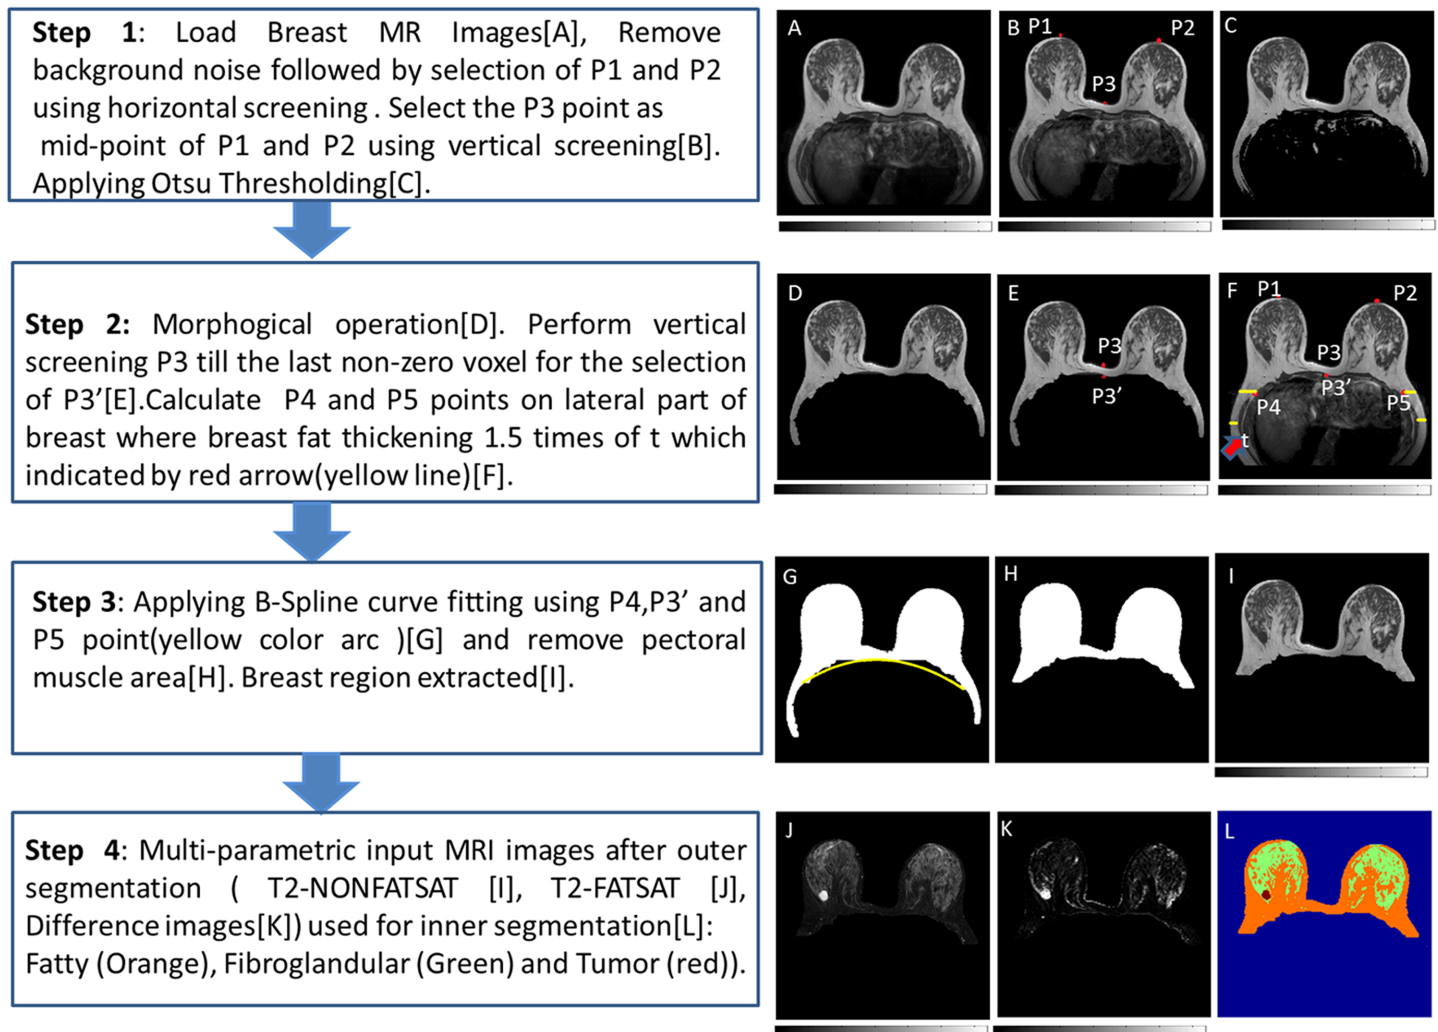 Step 1: Load Breast MR Images[A], Remove
background noise followed by selection of P1 and P2
using horizontal screening . Select the P3 point as
mid-point of P1 and P2 using vertical screening[B].
Applying Otsu Thresholding[C].
A
B P1 P2
P3
C
Step 2: Morphogical operation[D]. Perform vertical
screening P3 till the last non-zero voxel for the selection
of P3’[E].Calculate P4 and P5 points on lateral part of
breast where breast fat thickening 1.5 times of t which
indicated by red arrow(yellow line)[F].
D
E
P3
P3’
F P1 P2
P3
P3’
P4 P5
t
Step 3: Applying B-Spline curve fitting using P4,P3’ and
P5 point(yellow color arc )[G] and remove pectoral
muscle area[H]. Breast region extracted[I].
G
H
I
Step 4: Multi-parametric input MRI images after outer
segmentation ( T2-NONFATSAT [I], T2-FATSAT [J],
Difference images[K]) used for inner segmentation[L]:
Fatty (Orange), Fibroglandular (Green) and Tumor (red)).
J
K
L